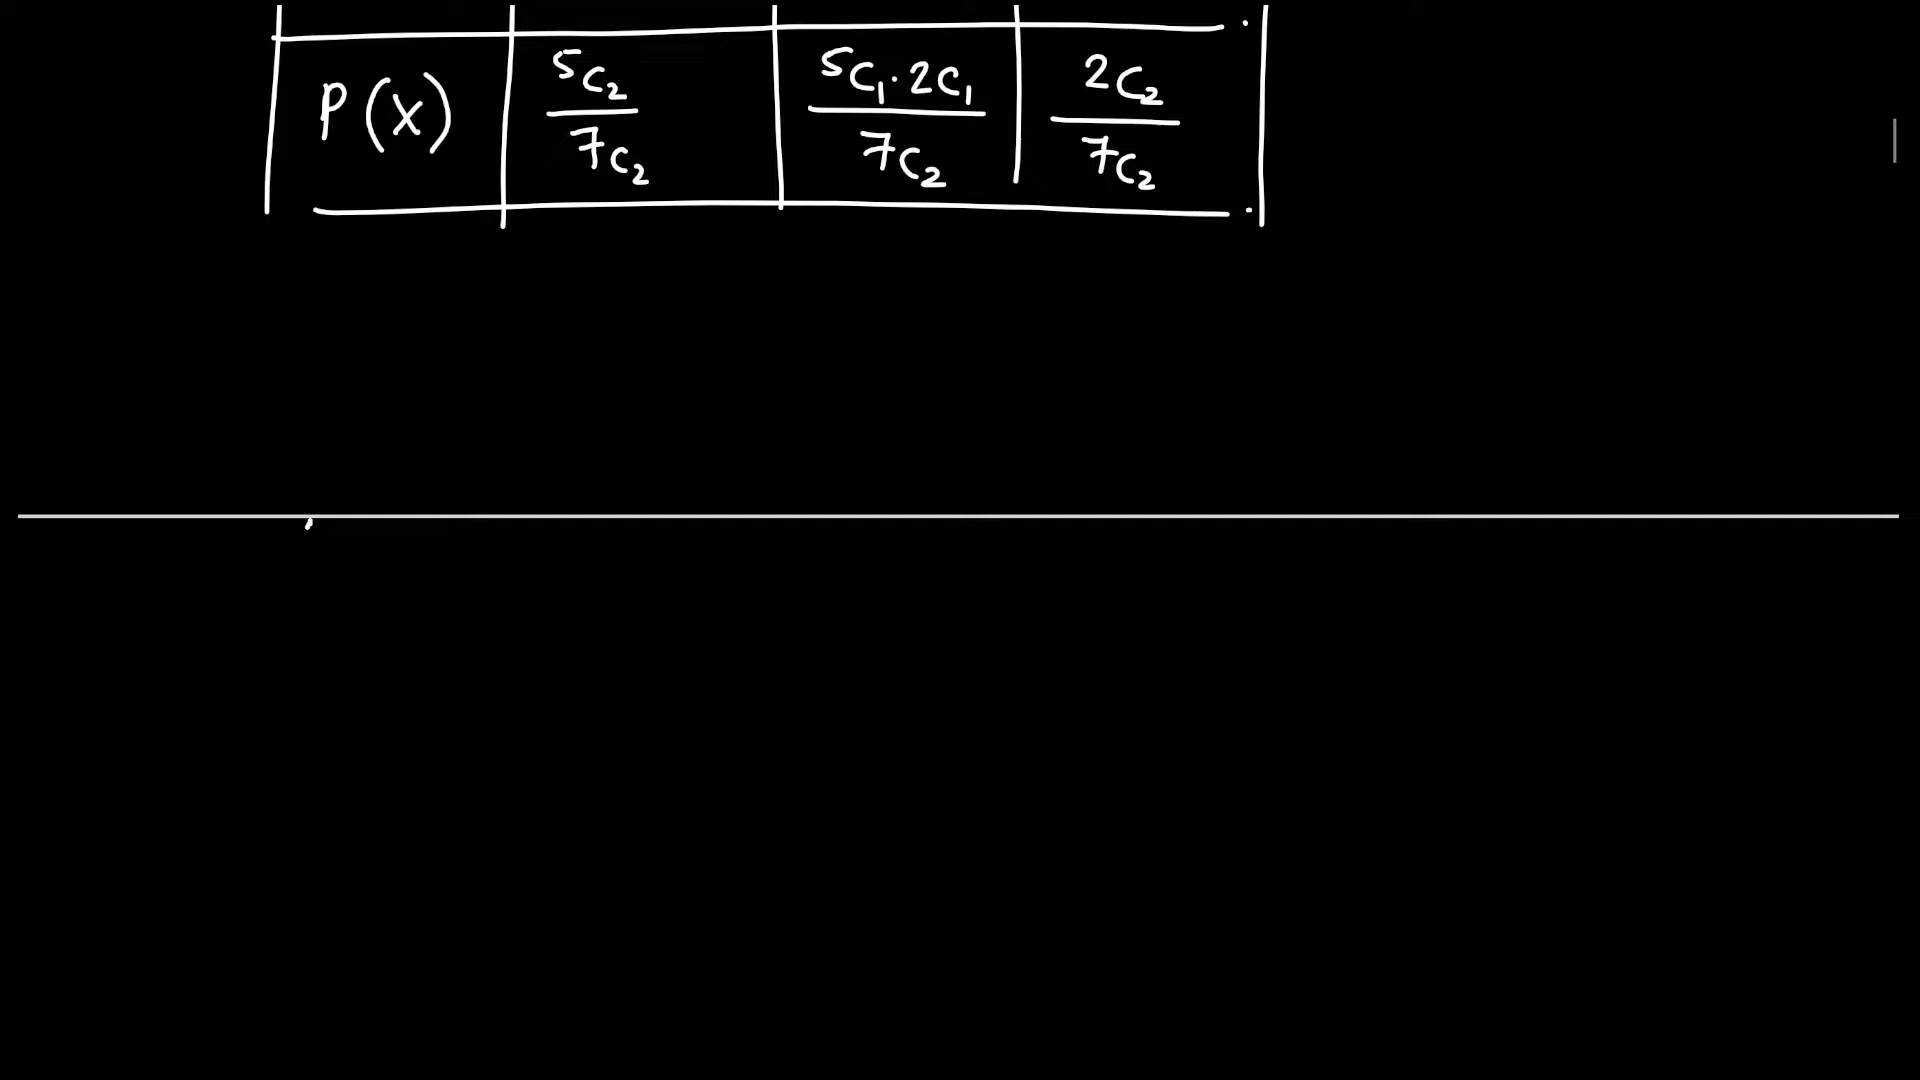 P(X) | 5C₂/7C₂ | 5C₁·2C₁/7C₂ | 2C₂/7C₂